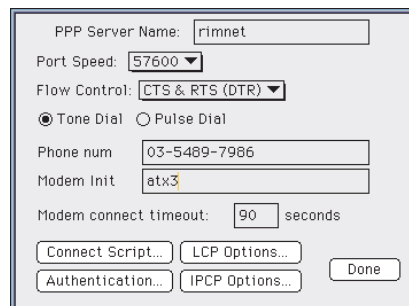 PPP Server Name: rimnet
Port Speed: 57600
Flow Control: CTS & RTS (DTR)
Tone Dial Pulse Dial
Phone num 03-5489-7986
Modem Init atx3
Modem connect timeout: 90 seconds
Connect Script... LCP Options...
Authentication... IPCP Options...
Done